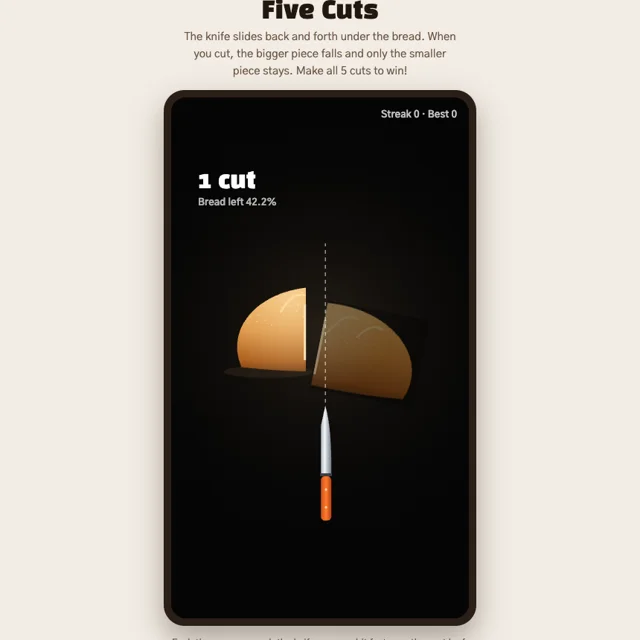 Five Cuts
The knife slides back and forth under the bread. When
you cut, the bigger piece falls and only the smaller
piece stays. Make all 5 cuts to win!
Streak 0 · Best 0
1 cut
Bread left 42.2%